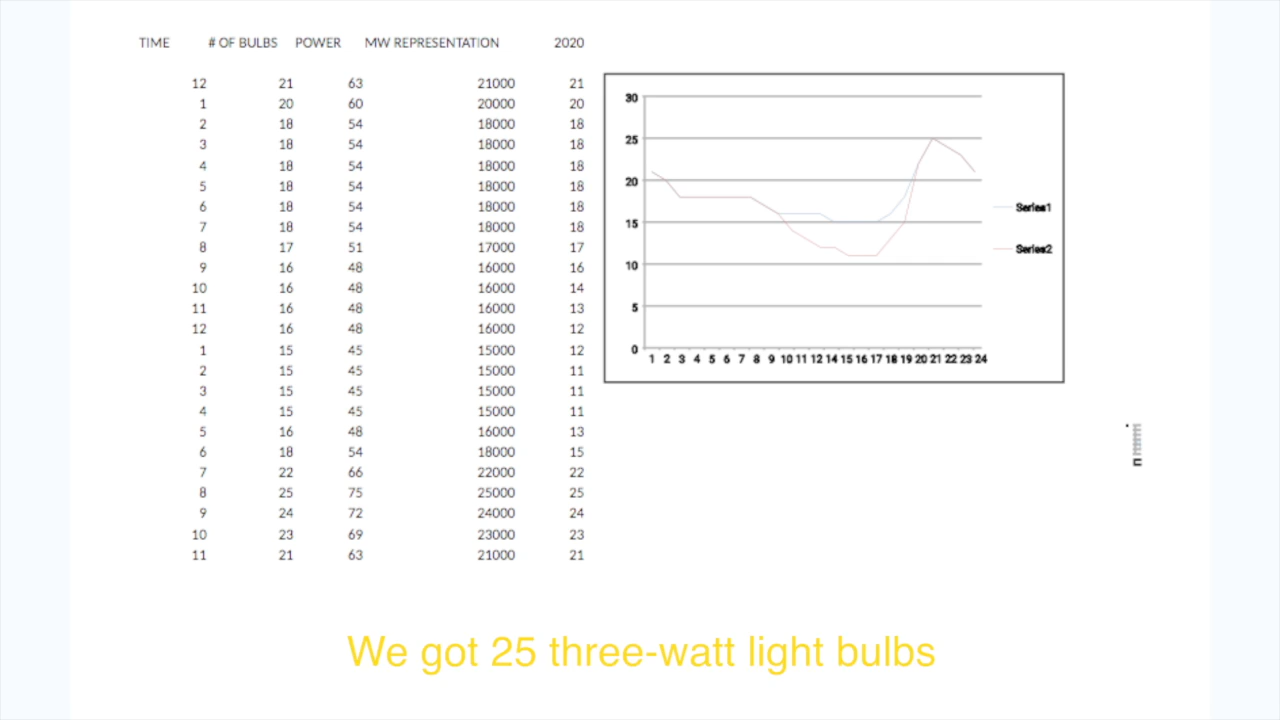 TIME # OF BULBS POWER MW REPRESENTATION 2020
12 21 63 21000 21
1 20 60 20000 20
2 18 54 18000 18
3 18 54 18000 18
4 18 54 18000 18
5 18 54 18000 18
6 18 54 18000 18
7 18 54 18000 18
8 17 51 17000 17
9 16 48 16000 16
10 16 48 16000 14
11 16 48 16000 13
12 16 48 16000 12
1 15 45 15000 12
2 15 45 15000 11
3 15 45 15000 11
4 15 45 15000 11
5 16 48 16000 13
6 18 54 18000 15
7 22 66 22000 22
8 25 75 25000 25
9 24 72 24000 24
10 23 69 23000 23
11 21 63 21000 21
30
25
20
15
10
5
0
1 2 3 4 5 6 7 8 9 10 11 12 14 15 16 17 18 19 20 21 22 23 24
Series1
Series2
We got 25 three-watt light bulbs